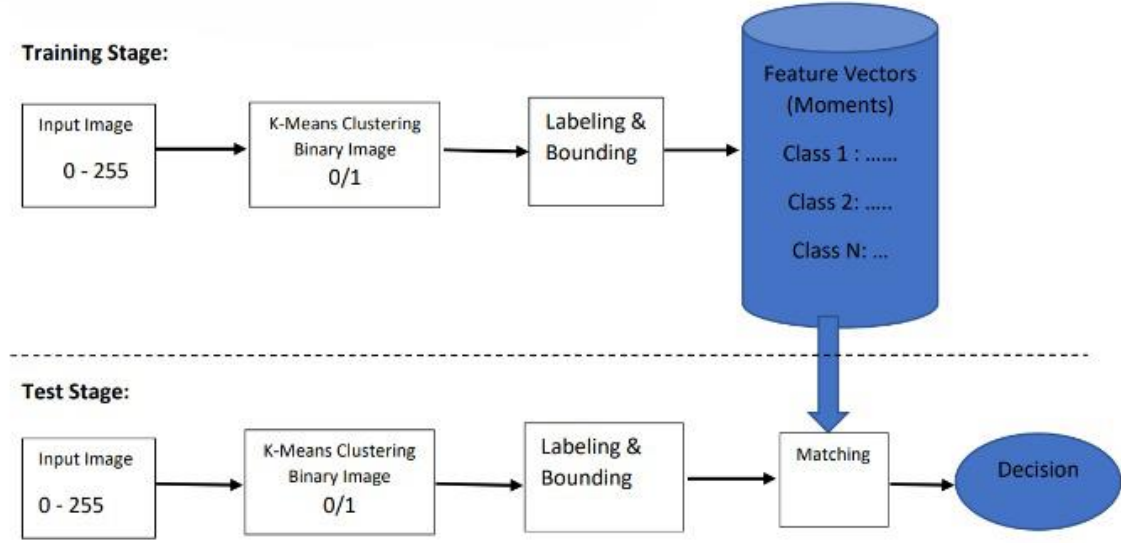 Training Stage:
Input Image
0 - 255
K-Means Clustering
Binary Image
0/1
Labeling &
Bounding
Feature Vectors
(Moments)
Class 1 : ......
Class 2: .....
Class N: ...
Test Stage:
Input Image
0 - 255
K-Means Clustering
Binary Image
0/1
Labeling &
Bounding
Matching
Decision